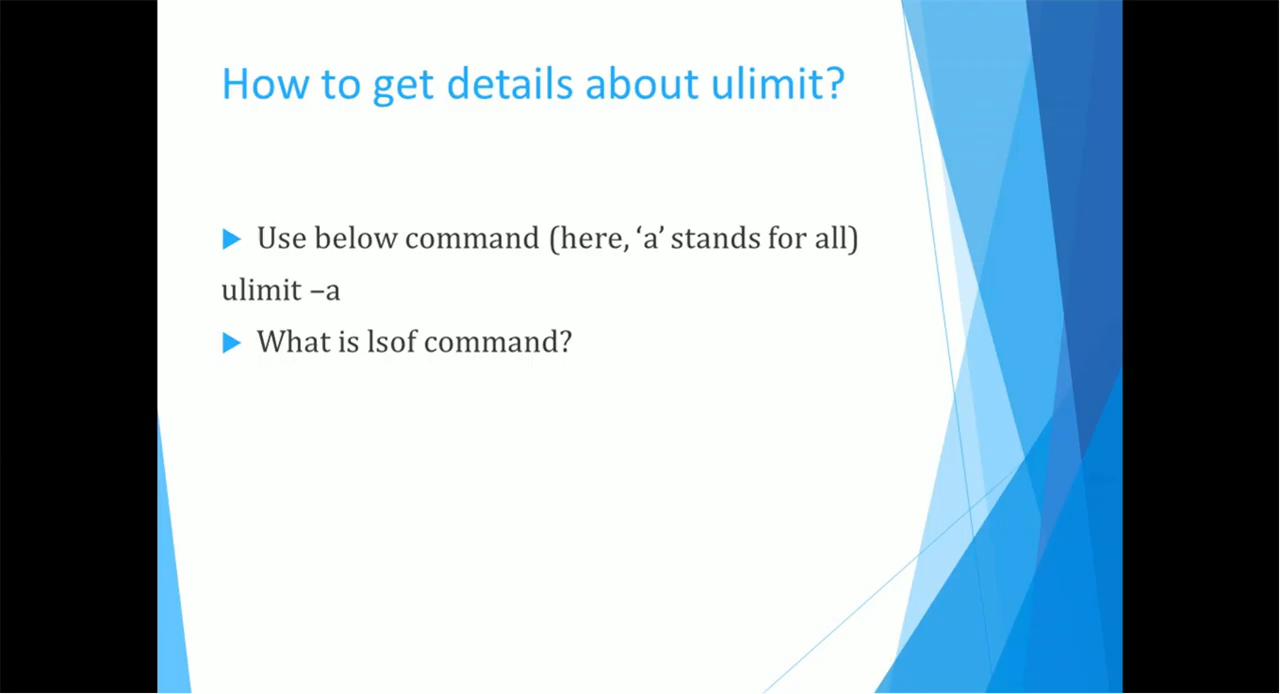 How to get details about ulimit?
Use below command (here, ‘a’ stands for all)
ulimit –a
What is lsof command?